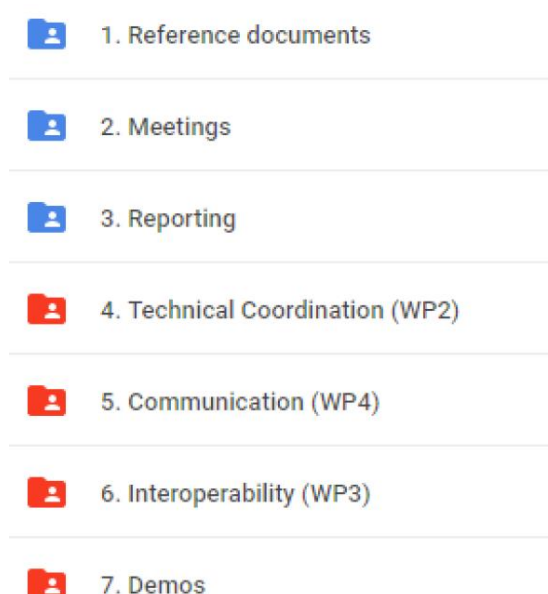 1. Reference documents
2. Meetings
3. Reporting
4. Technical Coordination (WP2)
5. Communication (WP4)
6. Interoperability (WP3)
7. Demos